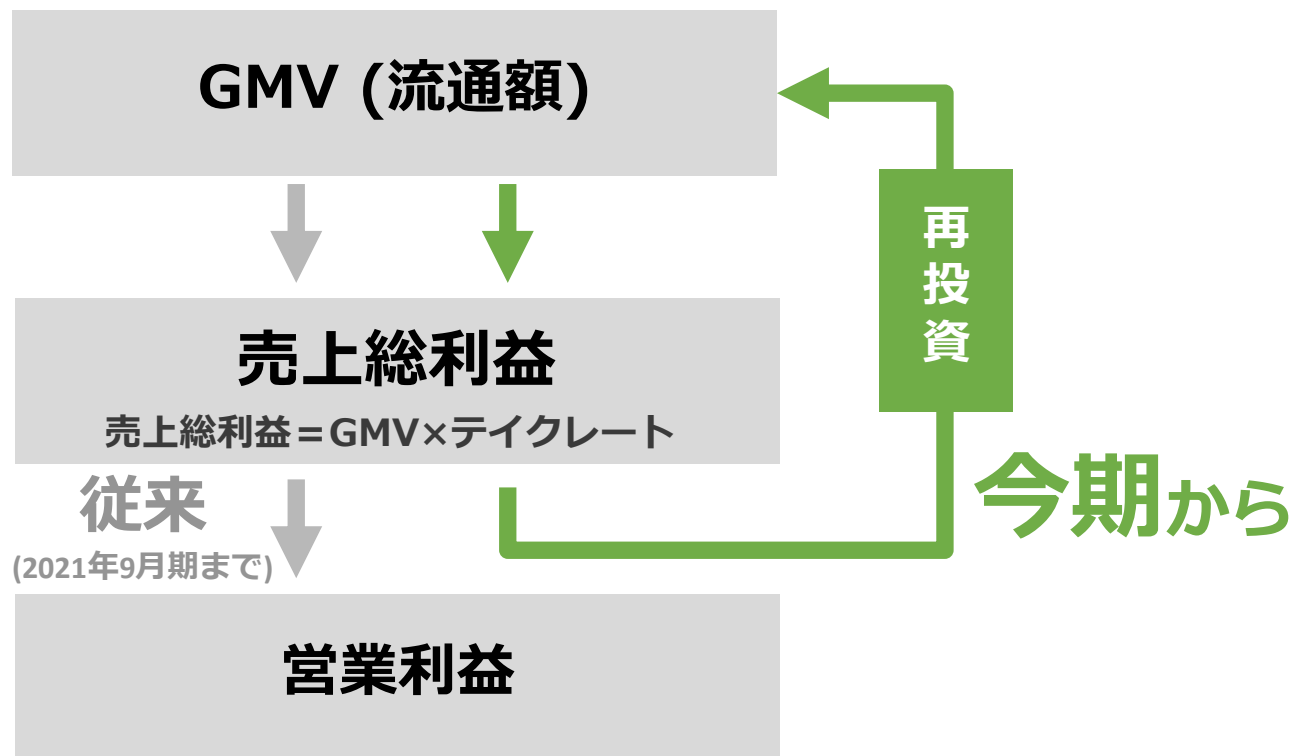 GMV (流通額)
再投資
売上総利益
売上総利益=GMV×テイクレート
従来
(2021年9月期まで)
今期から
営業利益